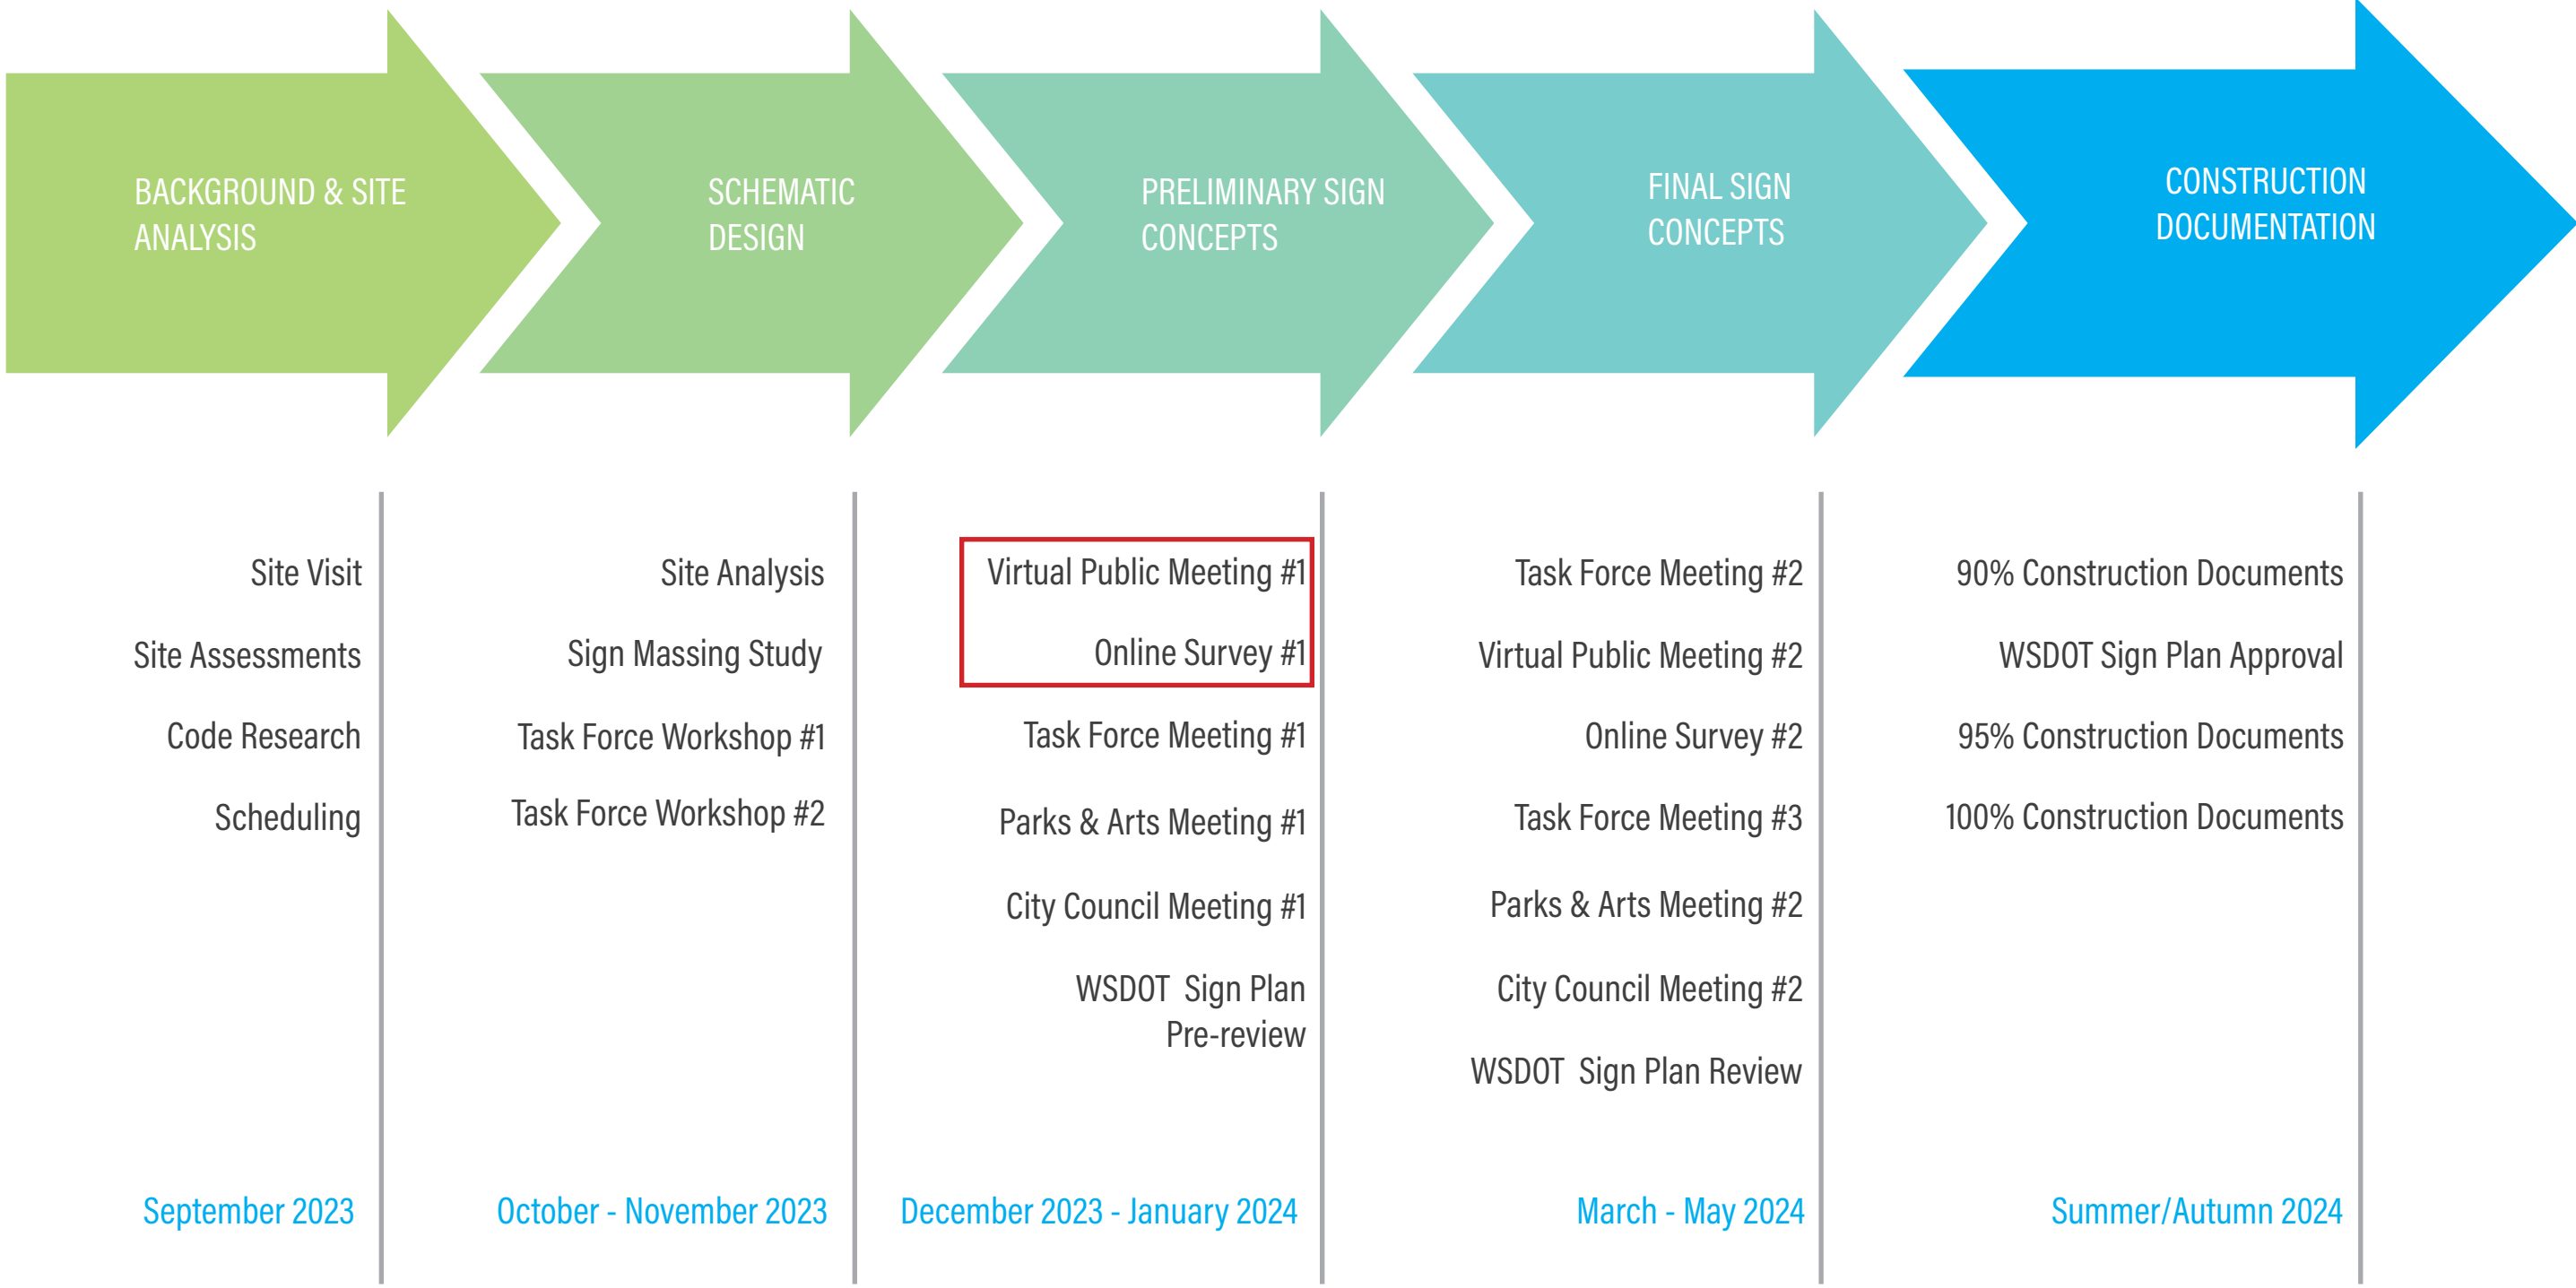 BACKGROUND & SITE
ANALYSIS
SCHEMATIC
DESIGN
PRELIMINARY SIGN
CONCEPTS
FINAL SIGN
CONCEPTS
CONSTRUCTION
DOCUMENTATION
Site Visit
Site Assessments
Code Research
Scheduling
September 2023
Site Analysis
Sign Massing Study
Task Force Workshop #1
Task Force Workshop #2
October - November 2023
Virtual Public Meeting #1
Online Survey #1
Task Force Meeting #1
Parks & Arts Meeting #1
City Council Meeting #1
WSDOT Sign Plan
Pre-review
December 2023 - January 2024
Task Force Meeting #2
Virtual Public Meeting #2
Online Survey #2
Task Force Meeting #3
Parks & Arts Meeting #2
City Council Meeting #2
WSDOT Sign Plan Review
March - May 2024
90% Construction Documents
WSDOT Sign Plan Approval
95% Construction Documents
100% Construction Documents
Summer/Autumn 2024